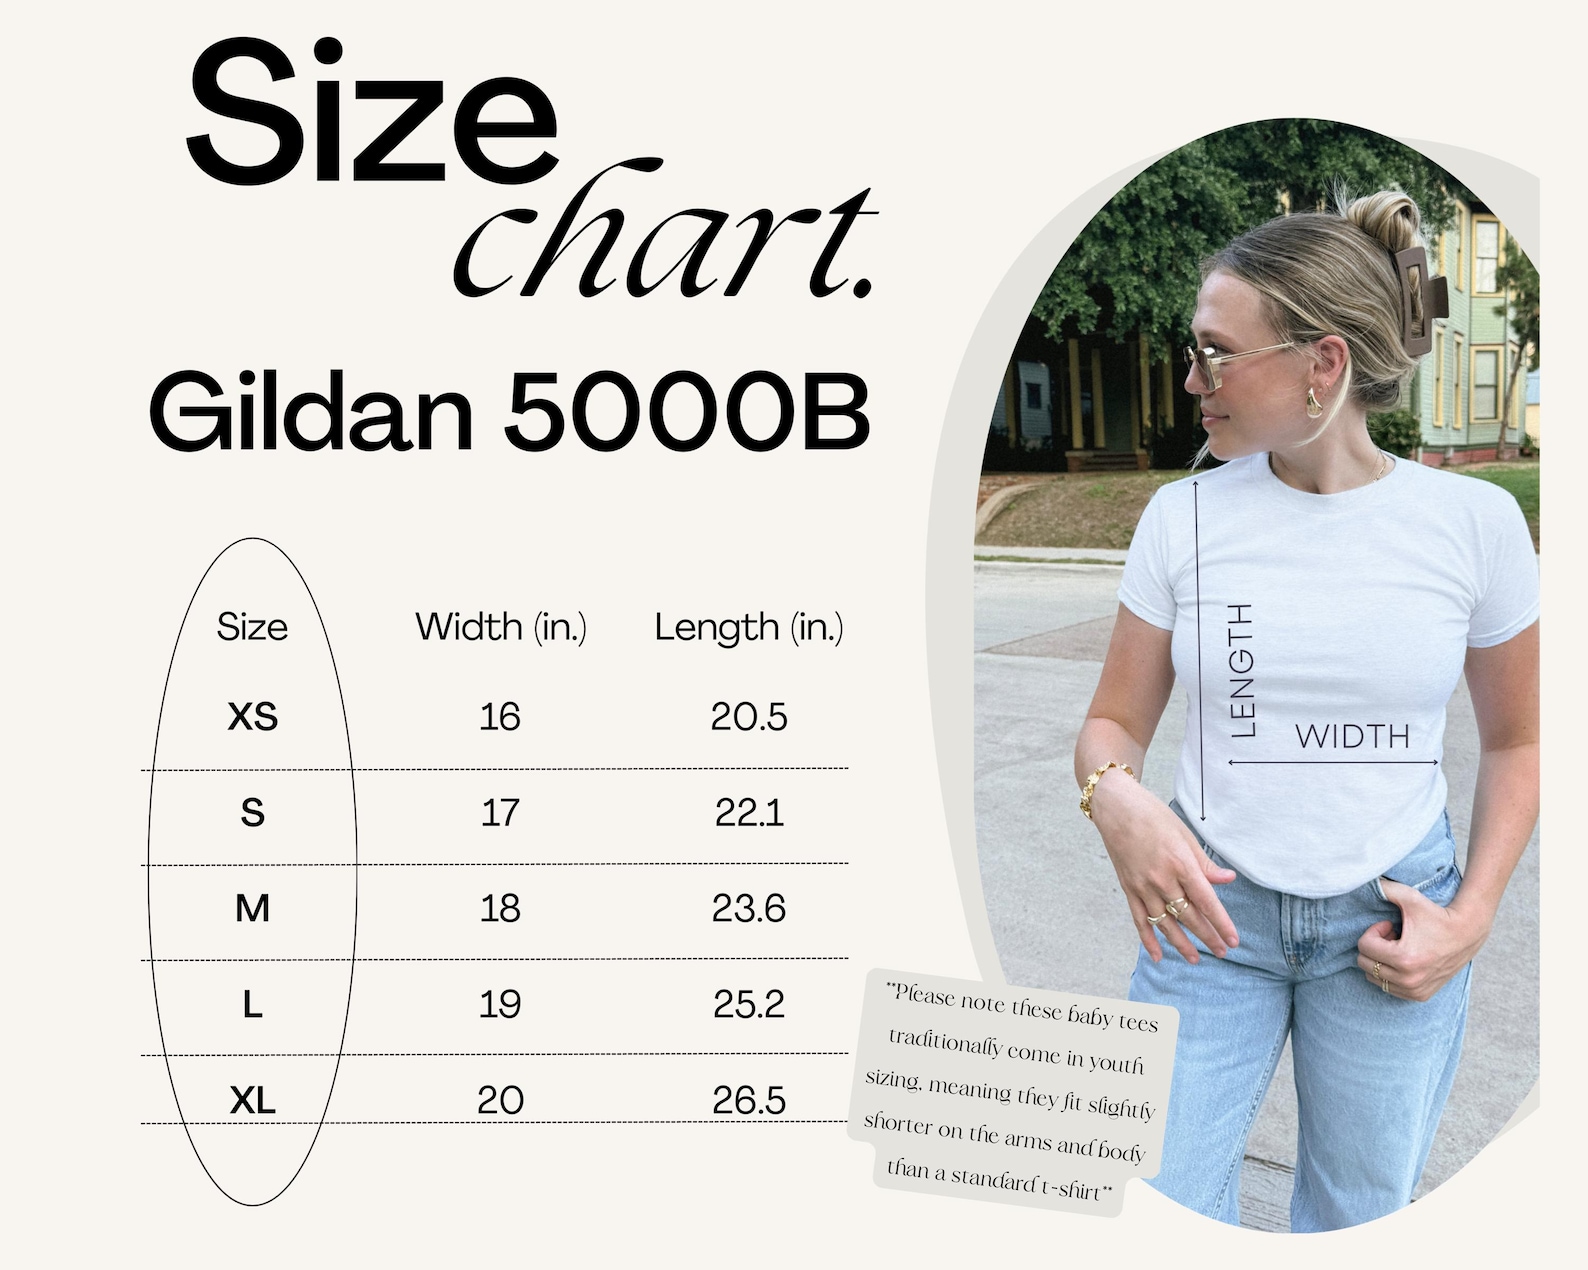 Size
chart.
Gildan 5000B
Size Width (in.) Length (in.)
XS 16 20.5
S 17 22.1
M 18 23.6
L 19 25.2
XL 20 26.5
LENGTH
WIDTH
**Please note these baby tees
traditionally come in youth
sizing, meaning they fit slightly
shorter on the arms and body
than a standard t-shirt**